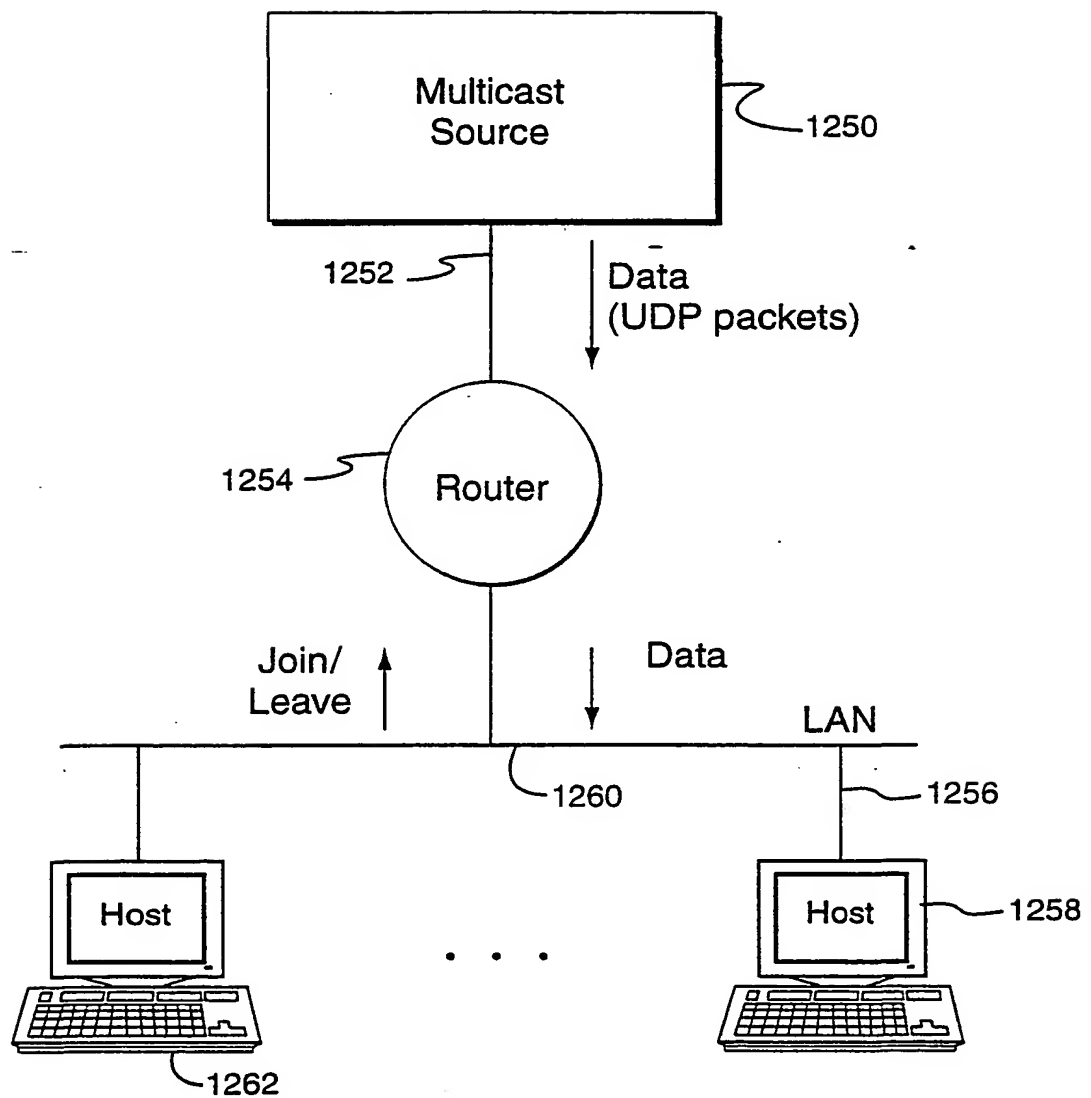 Multicast
Source
1250
1252
Data
(UDP packets)
1254
Router
Join/
Leave
Data
LAN
1260
1256
Host
Host
1258
1262